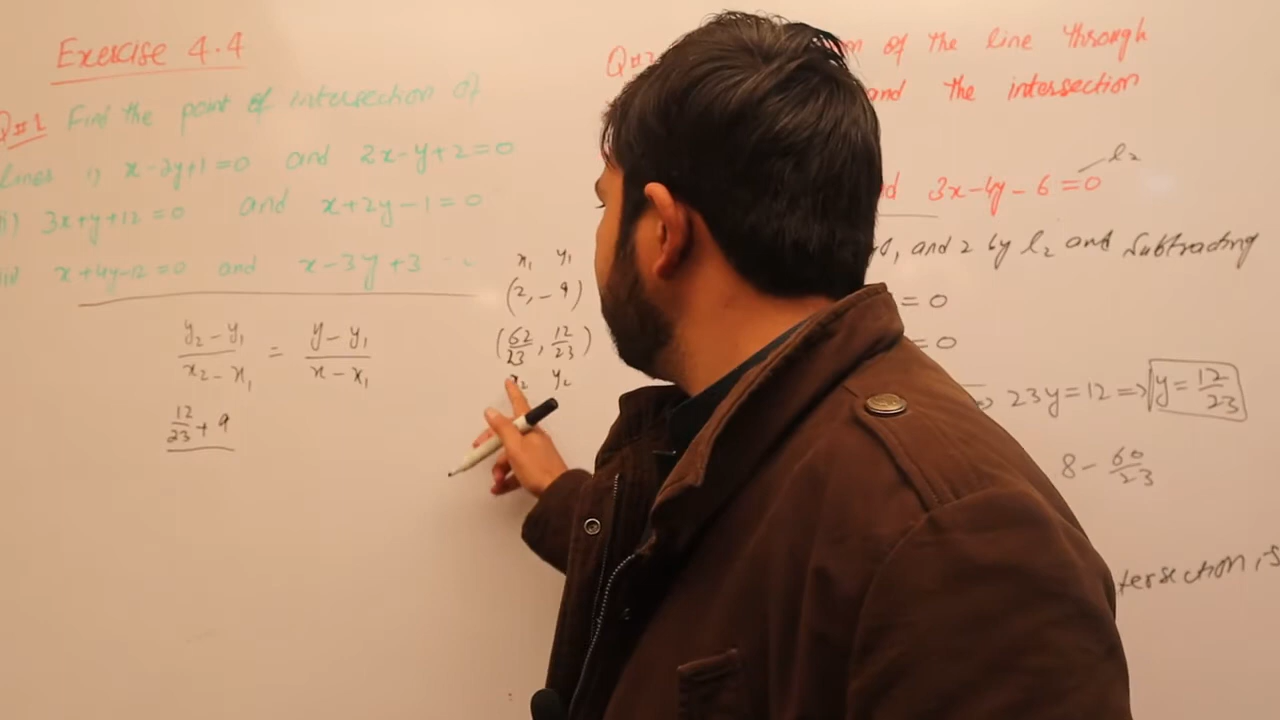 Exercise 4.4
Q#1 Find the point of intersection of
Lines i) x-2y+1=0 and 2x-y+2=0
ii) 3x+y+12=0 and x+2y-1=0
iii x+4y-12=0 and x-3y+3
y₂-y₁/x₂-x₁ = y-y₁/x-x₁
12/23+9
x₁ y₁
(2,-9)
(62/23, 12/23)
x₂ y₂
of the line through
and the intersection
3x-4y-6=0 l₂
and 2 by l₂ and Subtracting
=0
=0
⇒ 23y=12 ⇒ y=12/23
8-60/23
tersection is